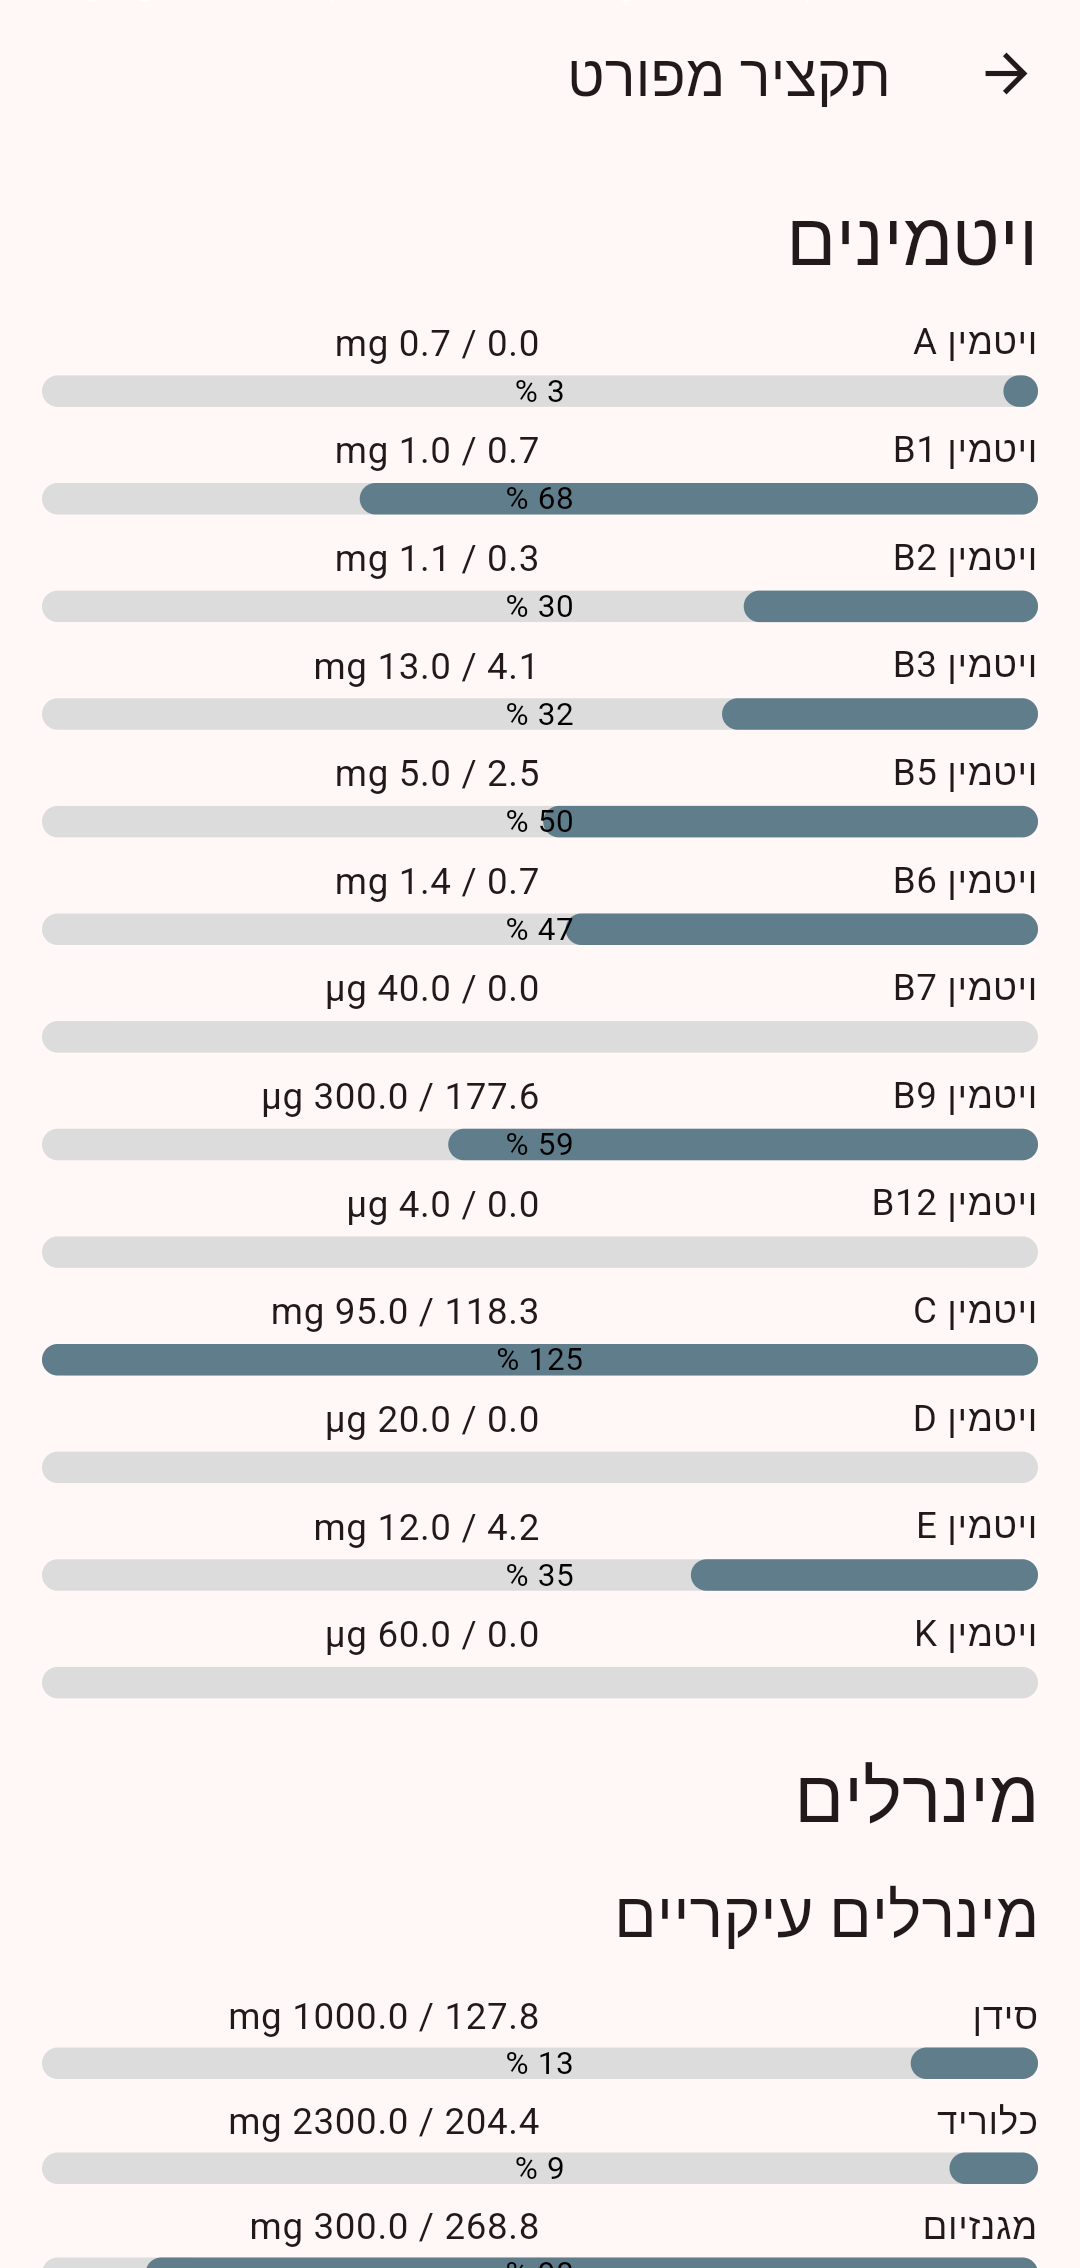 תקציר מפורט
ויטמינים
ויטמין A 0.0 / 0.7 mg
3 %
ויטמין B1 0.7 / 1.0 mg
68 %
ויטמין B2 0.3 / 1.1 mg
30 %
ויטמין B3 4.1 / 13.0 mg
32 %
ויטמין B5 2.5 / 5.0 mg
50 %
ויטמין B6 0.7 / 1.4 mg
47 %
ויטמין B7 0.0 / 40.0 µg
ויטמין B9 177.6 / 300.0 µg
59 %
ויטמין B12 0.0 / 4.0 µg
ויטמין C 118.3 / 95.0 mg
125 %
ויטמין D 0.0 / 20.0 µg
ויטמין E 4.2 / 12.0 mg
35 %
ויטמין K 0.0 / 60.0 µg
מינרלים
מינרלים עיקריים
סידן 127.8 / 1000.0 mg
13 %
כלוריד 204.4 / 2300.0 mg
9 %
מגנזיום 268.8 / 300.0 mg